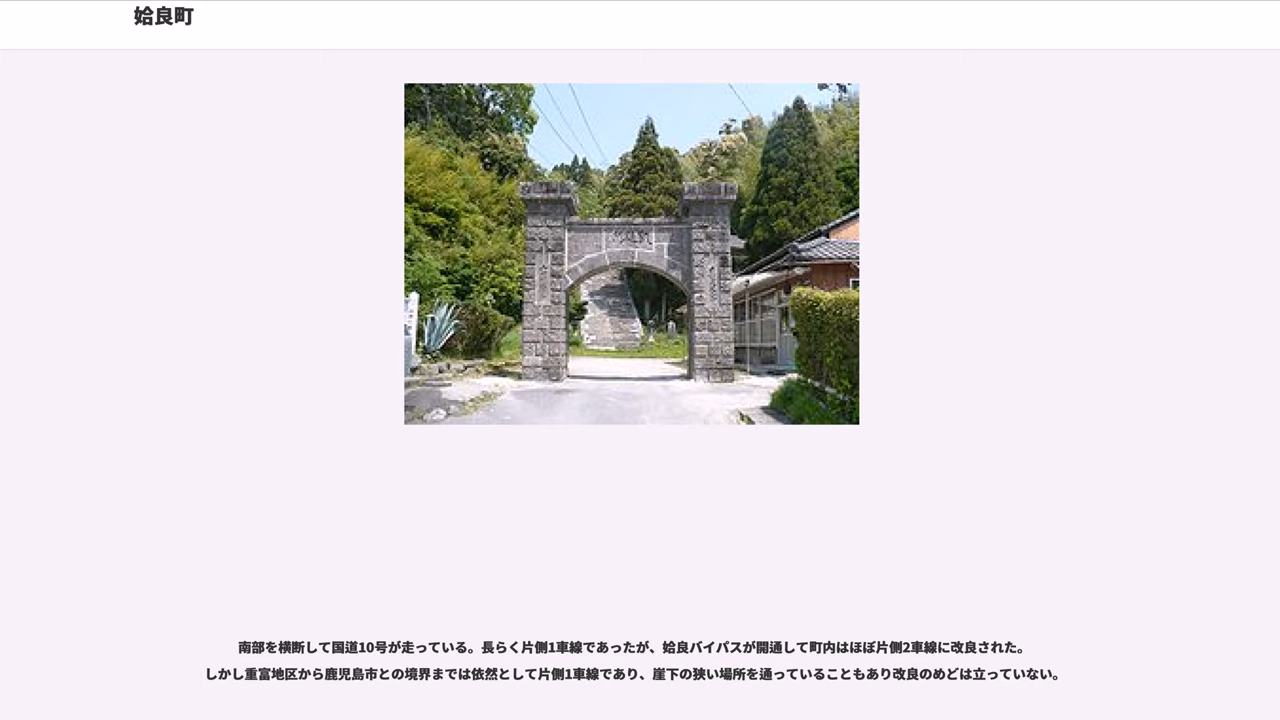 姶良町
南部を横断して国道10号が走っている。長らく片側1車線であったが、姶良バイパスが開通して町内はほぼ片側2車線に改良された。
しかし重富地区から鹿児島市との境界までは依然として片側1車線であり、崖下の狭い場所を通っていることもあり改良のめどは立っていない。